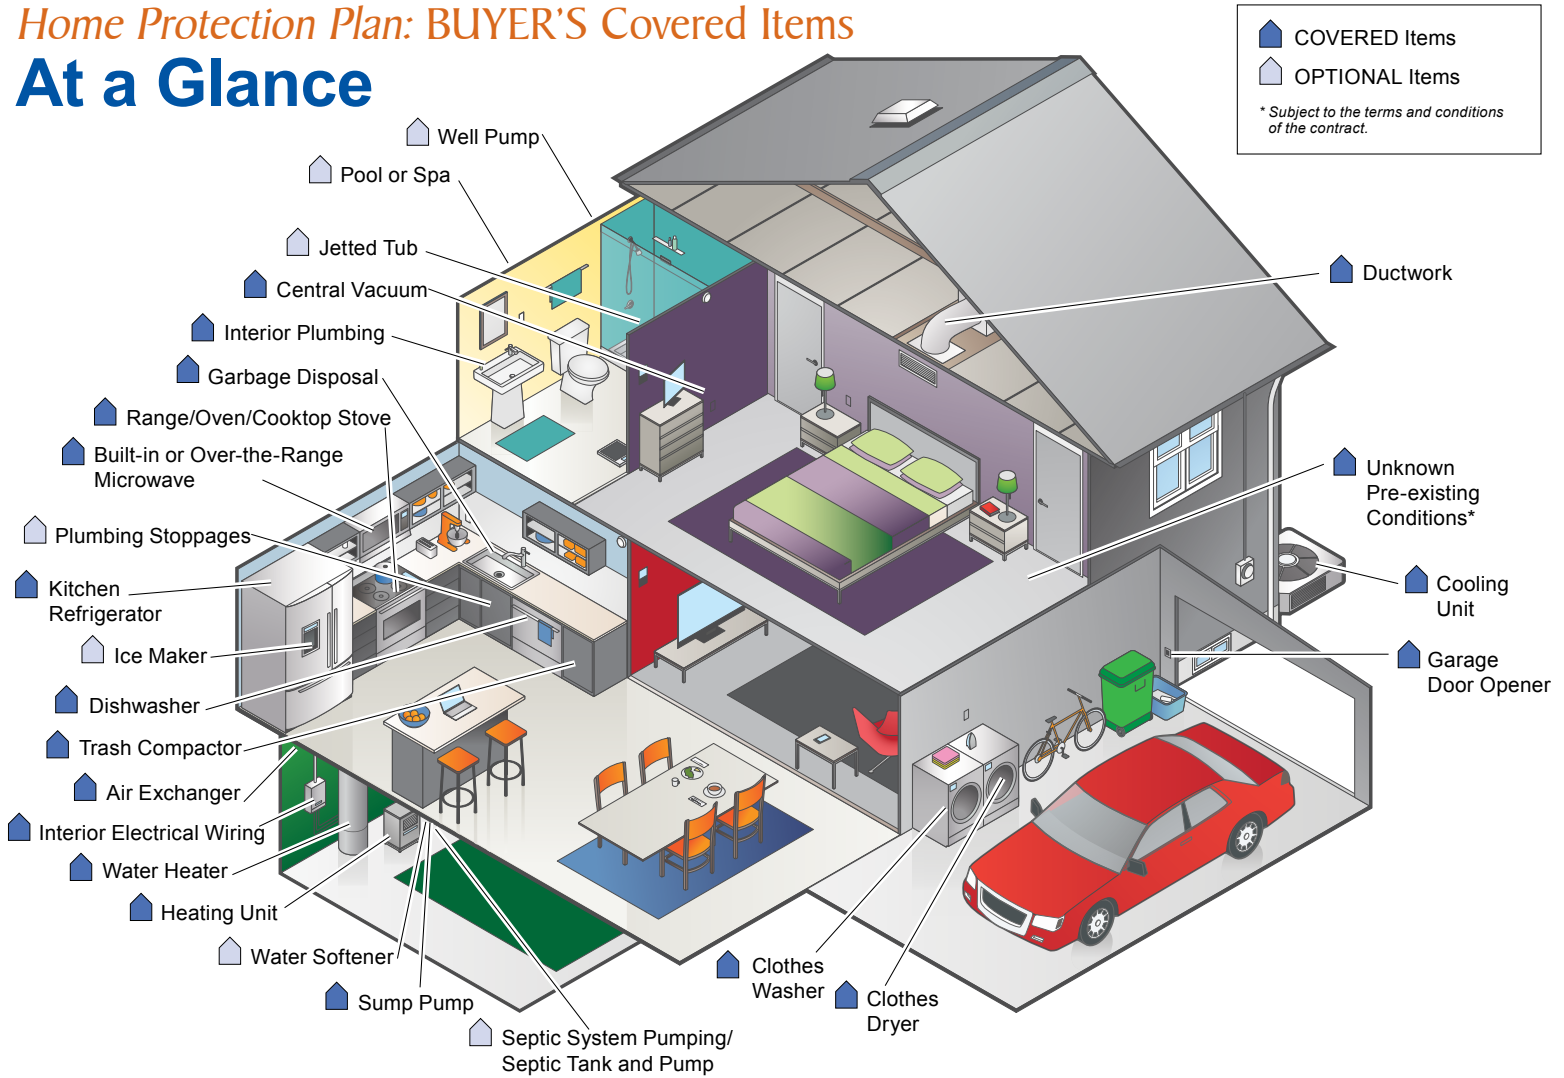 Home Protection Plan: BUYER'S Covered Items
At a Glance
COVERED Items
OPTIONAL Items
* Subject to the terms and conditions
of the contract.
Well Pump
Pool or Spa
Jetted Tub
Central Vacuum
Interior Plumbing
Garbage Disposal
Range/Oven/Cooktop Stove
Built-in or Over-the-Range
Microwave
Plumbing Stoppages
Kitchen
Refrigerator
Ice Maker
Dishwasher
Trash Compactor
Air Exchanger
Interior Electrical Wiring
Water Heater
Heating Unit
Water Softener
Sump Pump
Septic System Pumping/
Septic Tank and Pump
Clothes
Washer
Clothes
Dryer
Ductwork
Unknown
Pre-existing
Conditions*
Cooling
Unit
Garage
Door Opener